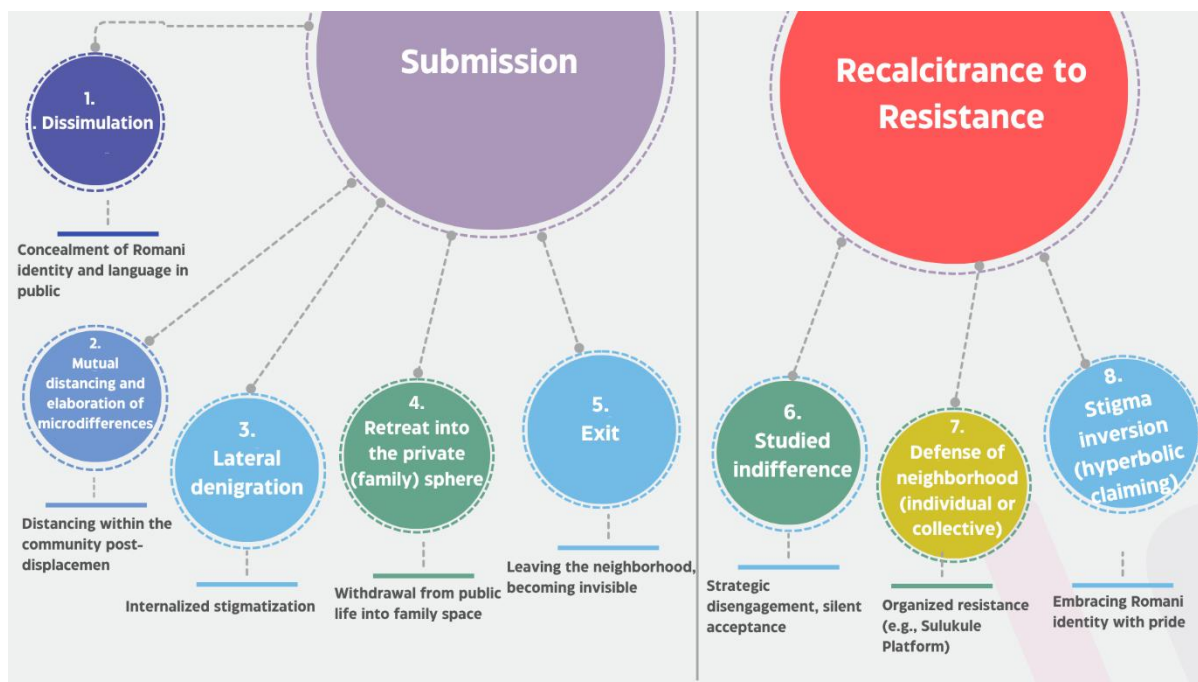 Submission
1.
. Dissimulation
Concealment of Romani
identity and language in
public
2.
Mutual
distancing and
elaboration of
microdifferences
Distancing within the
community post-
displacemen
3.
Lateral
denigration
Internalized stigmatization
4.
Retreat into
the private
(family) sphere
Withdrawal from public
life into family space
5.
Exit
Leaving the neighborhood,
becoming invisible
Recalcitrance to
Resistance
6.
Studied
indifference
Strategic
disengagement, silent
acceptance
7.
Defense of
neighborhood
(individual or
collective)
Organized resistance
(e.g., Sulukule
Platform)
8.
Stigma
inversion
(hyperbolic
claiming)
Embracing Romani
identity with pride